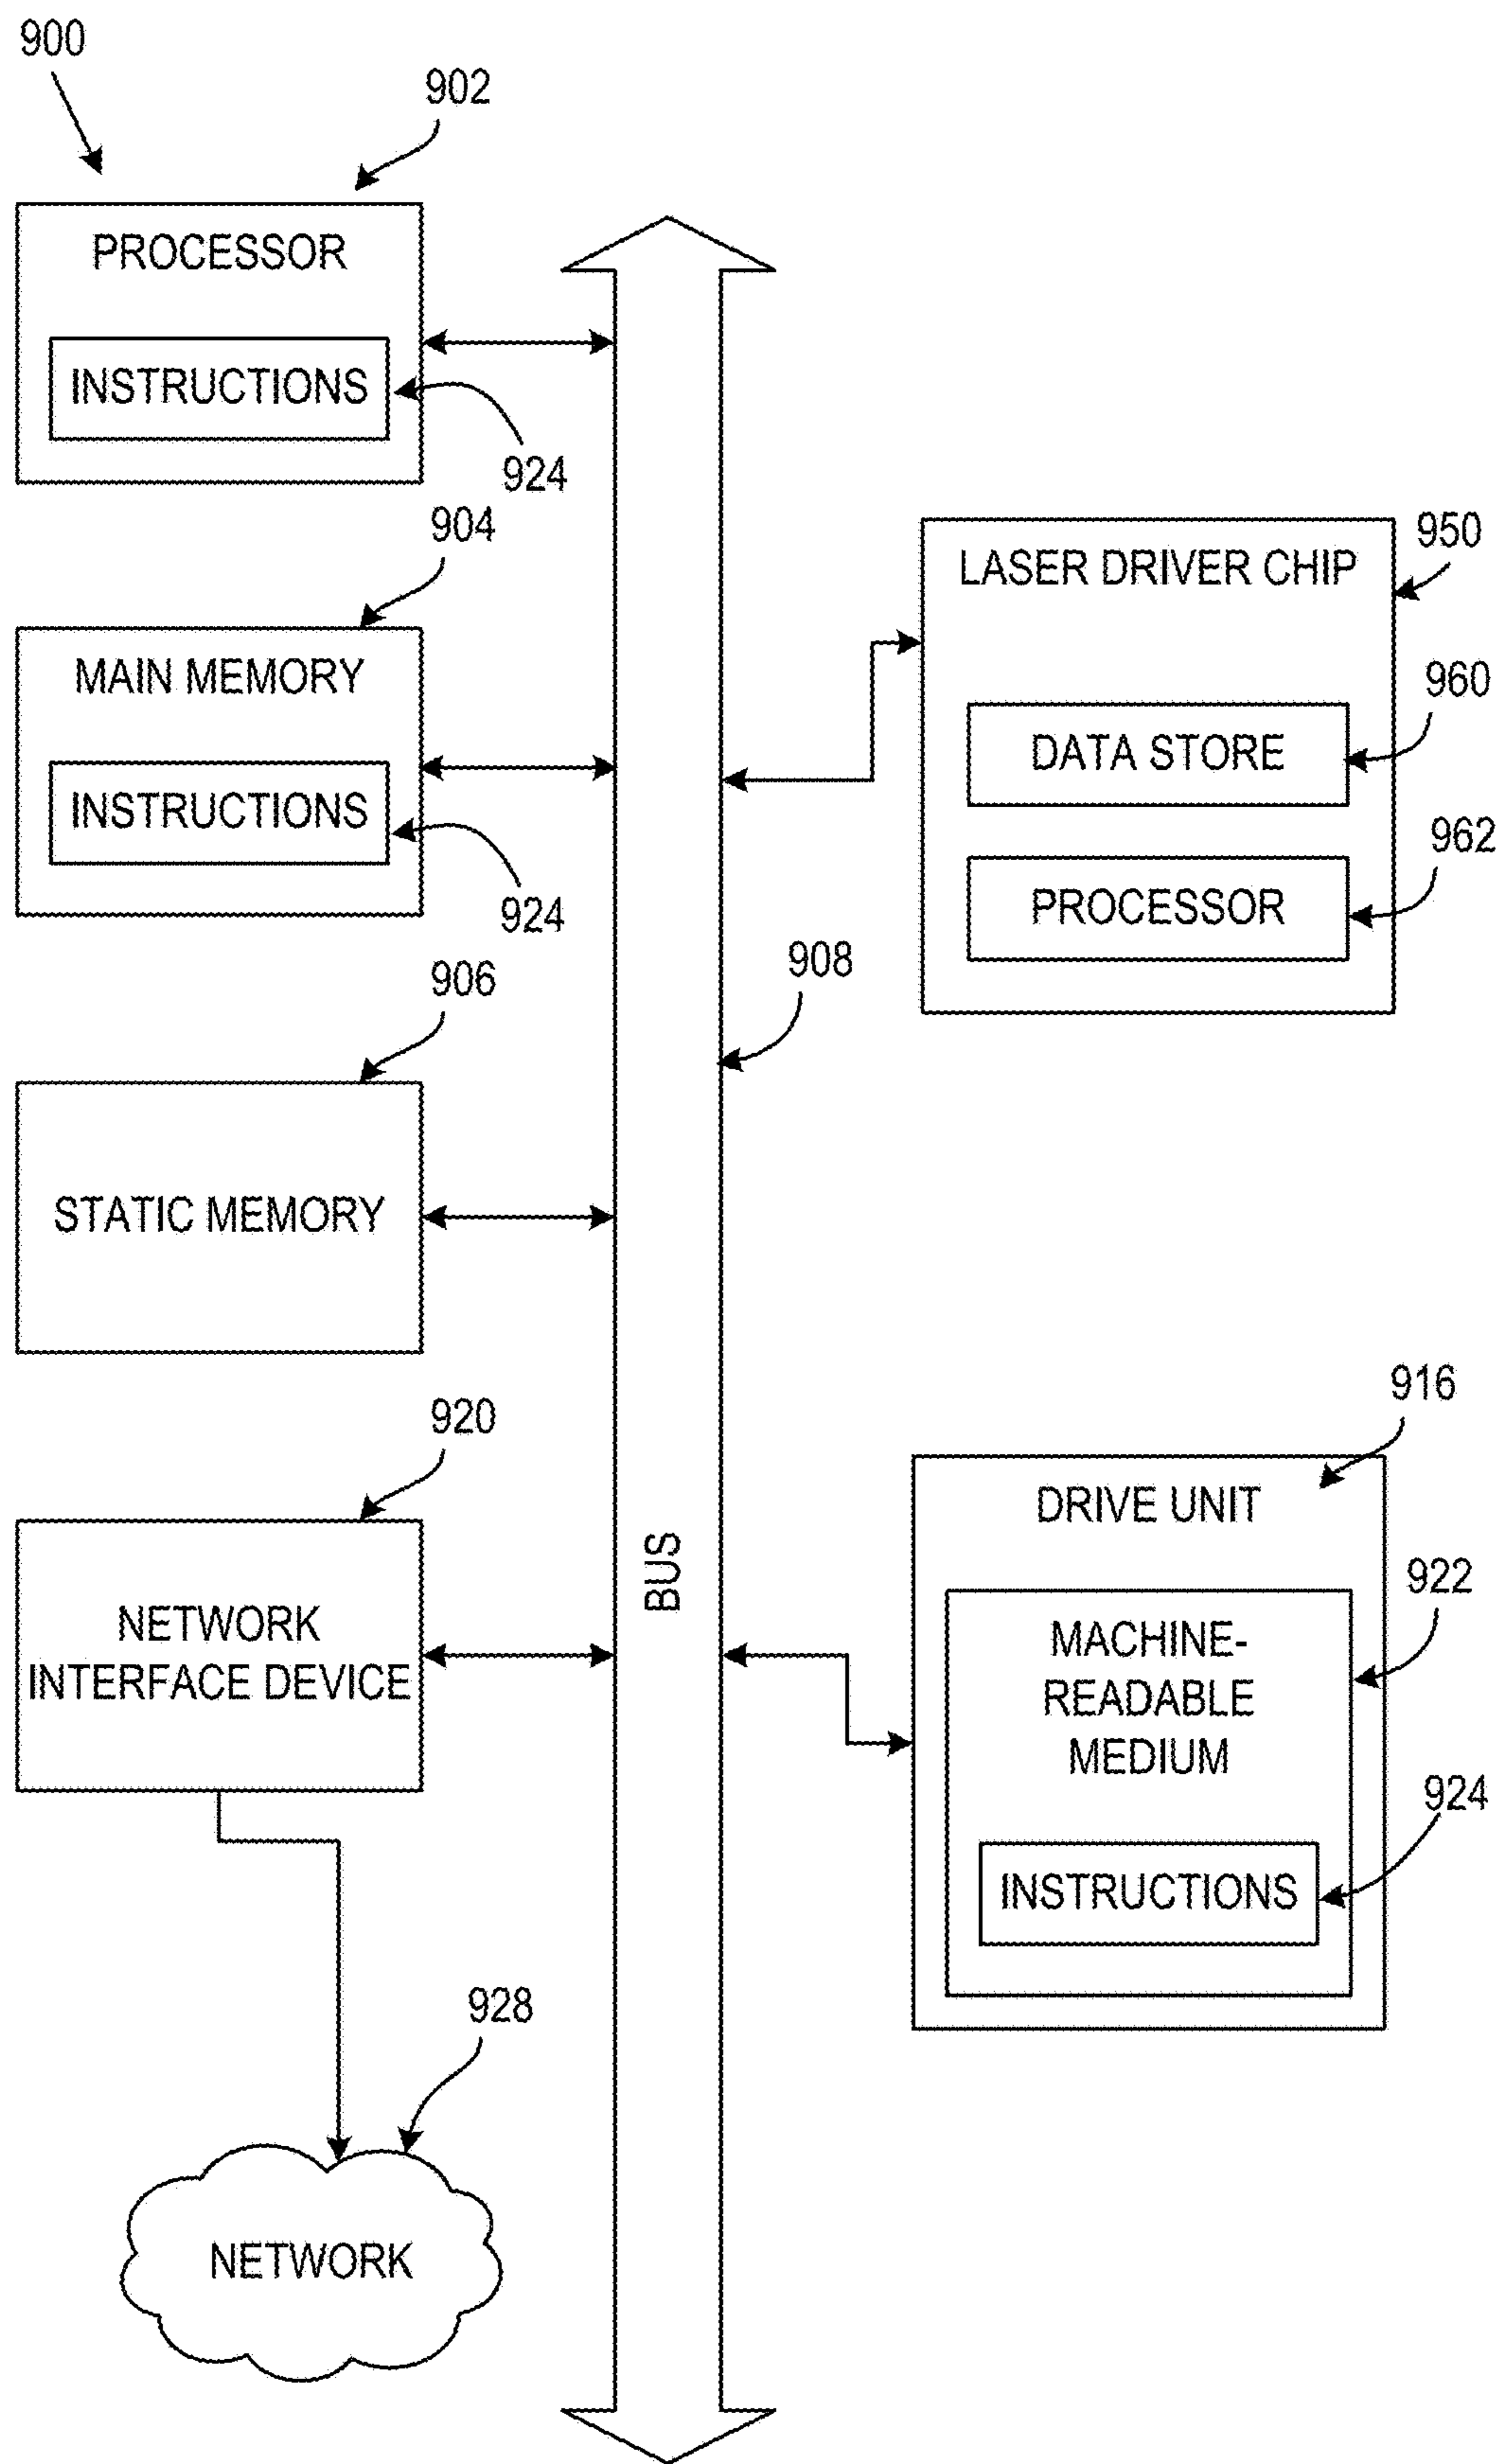 900
902
PROCESSOR
INSTRUCTIONS
924
904
MAIN MEMORY
INSTRUCTIONS
924
906
STATIC MEMORY
920
NETWORK
INTERFACE DEVICE
928
NETWORK
BUS
908
950
LASER DRIVER CHIP
960
DATA STORE
962
PROCESSOR
916
DRIVE UNIT
922
MACHINE-
READABLE
MEDIUM
924
INSTRUCTIONS